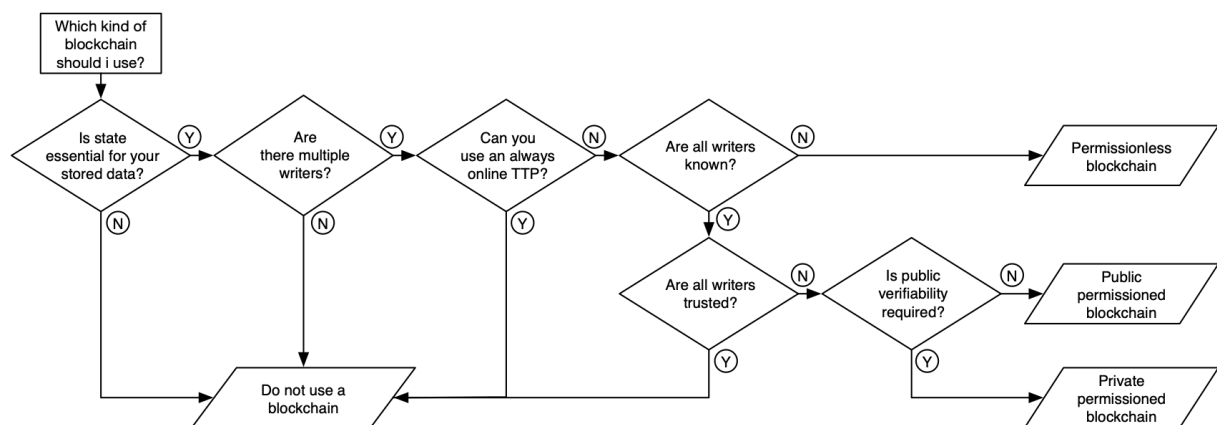 Which kind of
blockchain
should i use?
Is state
essential for your
stored data?
Y
N
Are
there multiple
writers?
Y
N
Can you
use an always
online TTP?
N
Y
Are all writers
known?
N
Y
Permissionless
blockchain
Are all writers
trusted?
N
Y
Is public
verifiability
required?
N
Y
Public
permissioned
blockchain
Do not use a
blockchain
Private
permissioned
blockchain